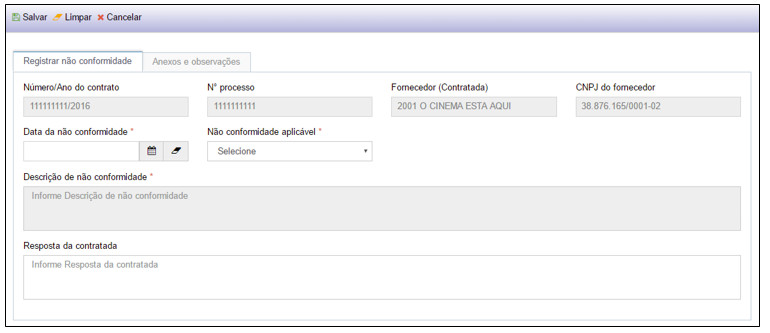 Salvar Limpar Cancelar
Registrar não conformidade Anexos e observações
Número/Ano do contrato Nº processo Fornecedor (Contratada) CNPJ do fornecedor
111111111/2016 1111111111 2001 O CINEMA ESTA AQUI 38.876.165/0001-02
Data da não conformidade * Não conformidade aplicável *
Selecione
Descrição de não conformidade *
Informe Descrição de não conformidade
Resposta da contratada
Informe Resposta da contratada